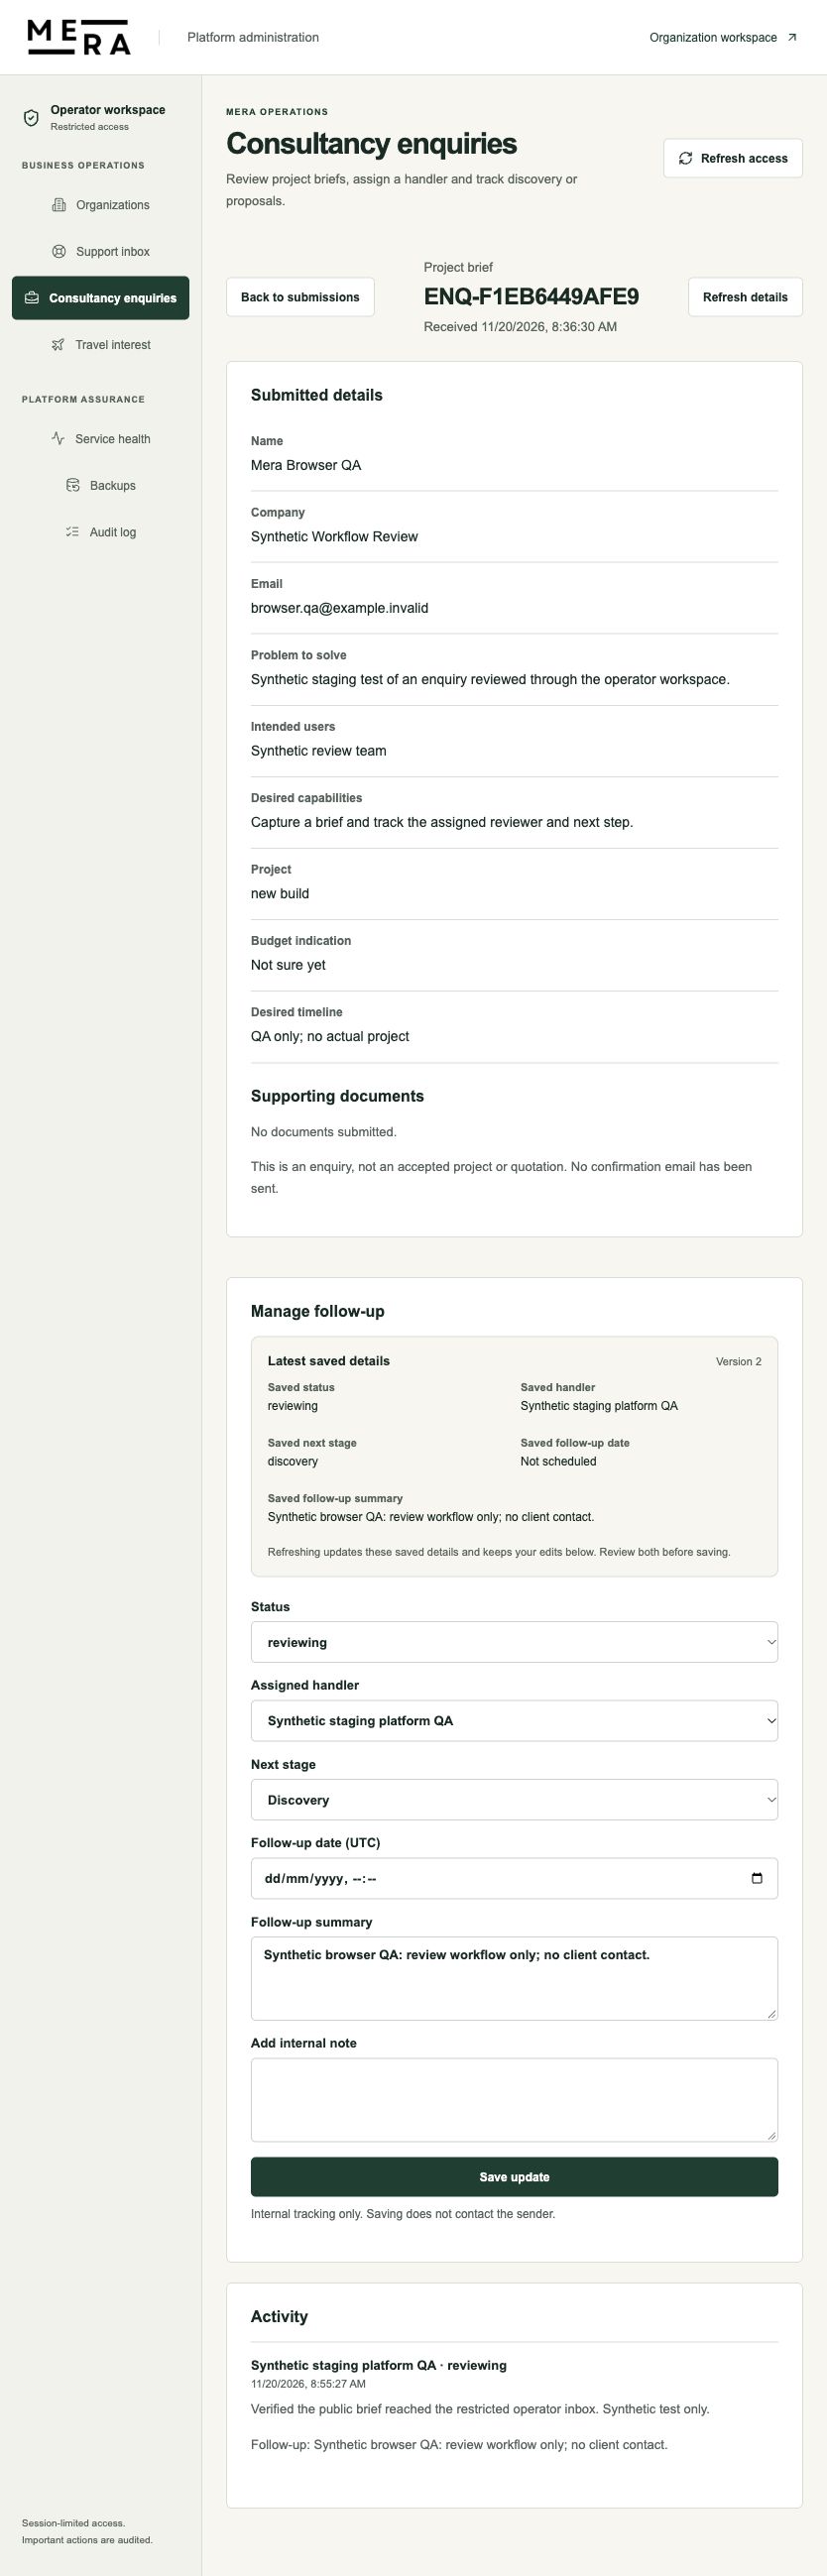 MERA
Platform administration
Organization workspace
Operator workspace
Restricted access
BUSINESS OPERATIONS
Organizations
Support inbox
Consultancy enquiries
Travel interest
PLATFORM ASSURANCE
Service health
Backups
Audit log
Session-limited access.
Important actions are audited.
MERA OPERATIONS
Consultancy enquiries
Review project briefs, assign a handler and track discovery or
proposals.
Refresh access
Back to submissions
Project brief
ENQ-F1EB6449AFE9
Received 11/20/2026, 8:36:30 AM
Refresh details
Submitted details
Name
Mera Browser QA
Company
Synthetic Workflow Review
Email
browser.qa@example.invalid
Problem to solve
Synthetic staging test of an enquiry reviewed through the operator workspace.
Intended users
Synthetic review team
Desired capabilities
Capture a brief and track the assigned reviewer and next step.
Project
new build
Budget indication
Not sure yet
Desired timeline
QA only; no actual project
Supporting documents
No documents submitted.
This is an enquiry, not an accepted project or quotation. No confirmation email has been
sent.
Manage follow-up
Latest saved details
Version 2
Saved status
reviewing
Saved handler
Synthetic staging platform QA
Saved next stage
discovery
Saved follow-up date
Not scheduled
Saved follow-up summary
Synthetic browser QA: review workflow only; no client contact.
Refreshing updates these saved details and keeps your edits below. Review both before saving.
Status
reviewing
Assigned handler
Synthetic staging platform QA
Next stage
Discovery
Follow-up date (UTC)
dd/mm/yyyy, --:--
Follow-up summary
Synthetic browser QA: review workflow only; no client contact.
Add internal note
Save update
Internal tracking only. Saving does not contact the sender.
Activity
Synthetic staging platform QA · reviewing
11/20/2026, 8:55:27 AM
Verified the public brief reached the restricted operator inbox. Synthetic test only.
Follow-up: Synthetic browser QA: review workflow only; no client contact.